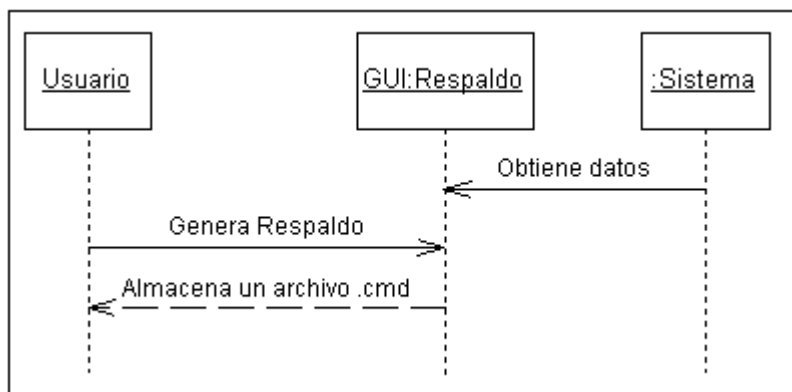 Usuario
GUI:Respaldo
:Sistema
Obtiene datos
Genera Respaldo
Almacena un archivo .cmd